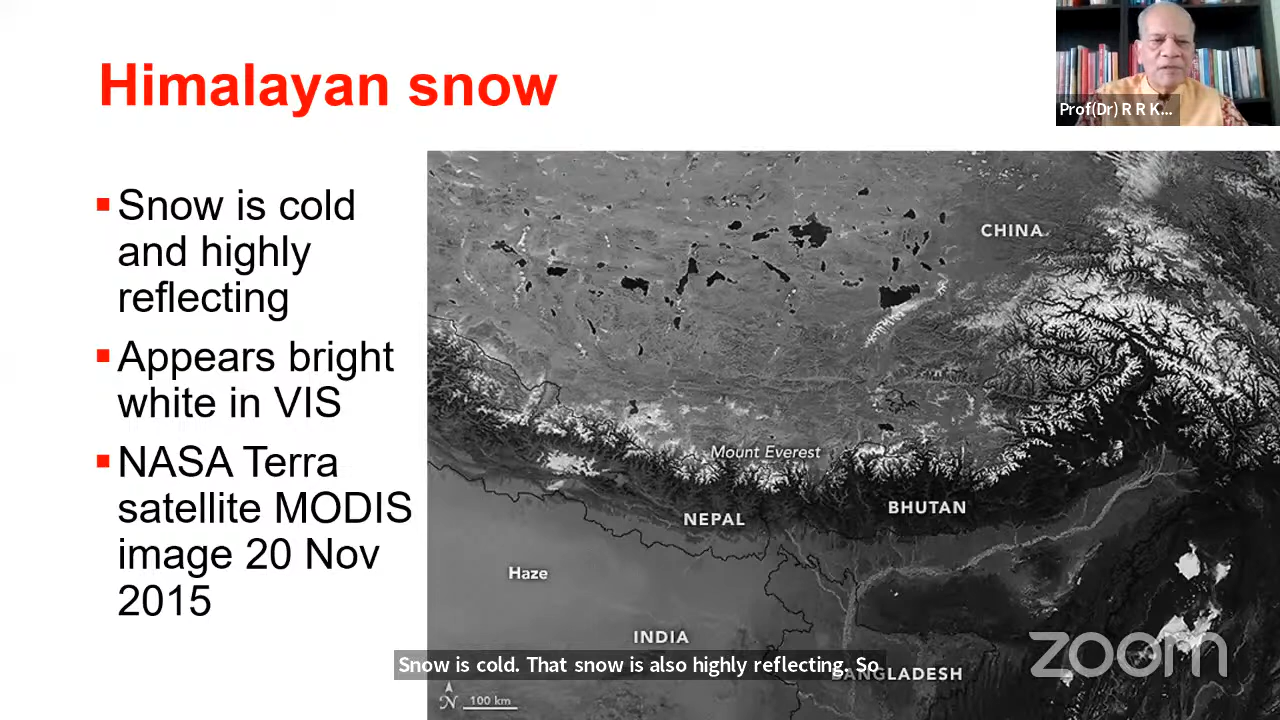 Himalayan snow
Prof(Dr) R R K...
Snow is cold
and highly
reflecting
Appears bright
white in VIS
NASA Terra
satellite MODIS
image 20 Nov
2015
CHINA
Mount Everest
NEPAL
BHUTAN
Haze
INDIA
BANGLADESH
N 100 km
Snow is cold. That snow is also highly reflecting. So
zoom